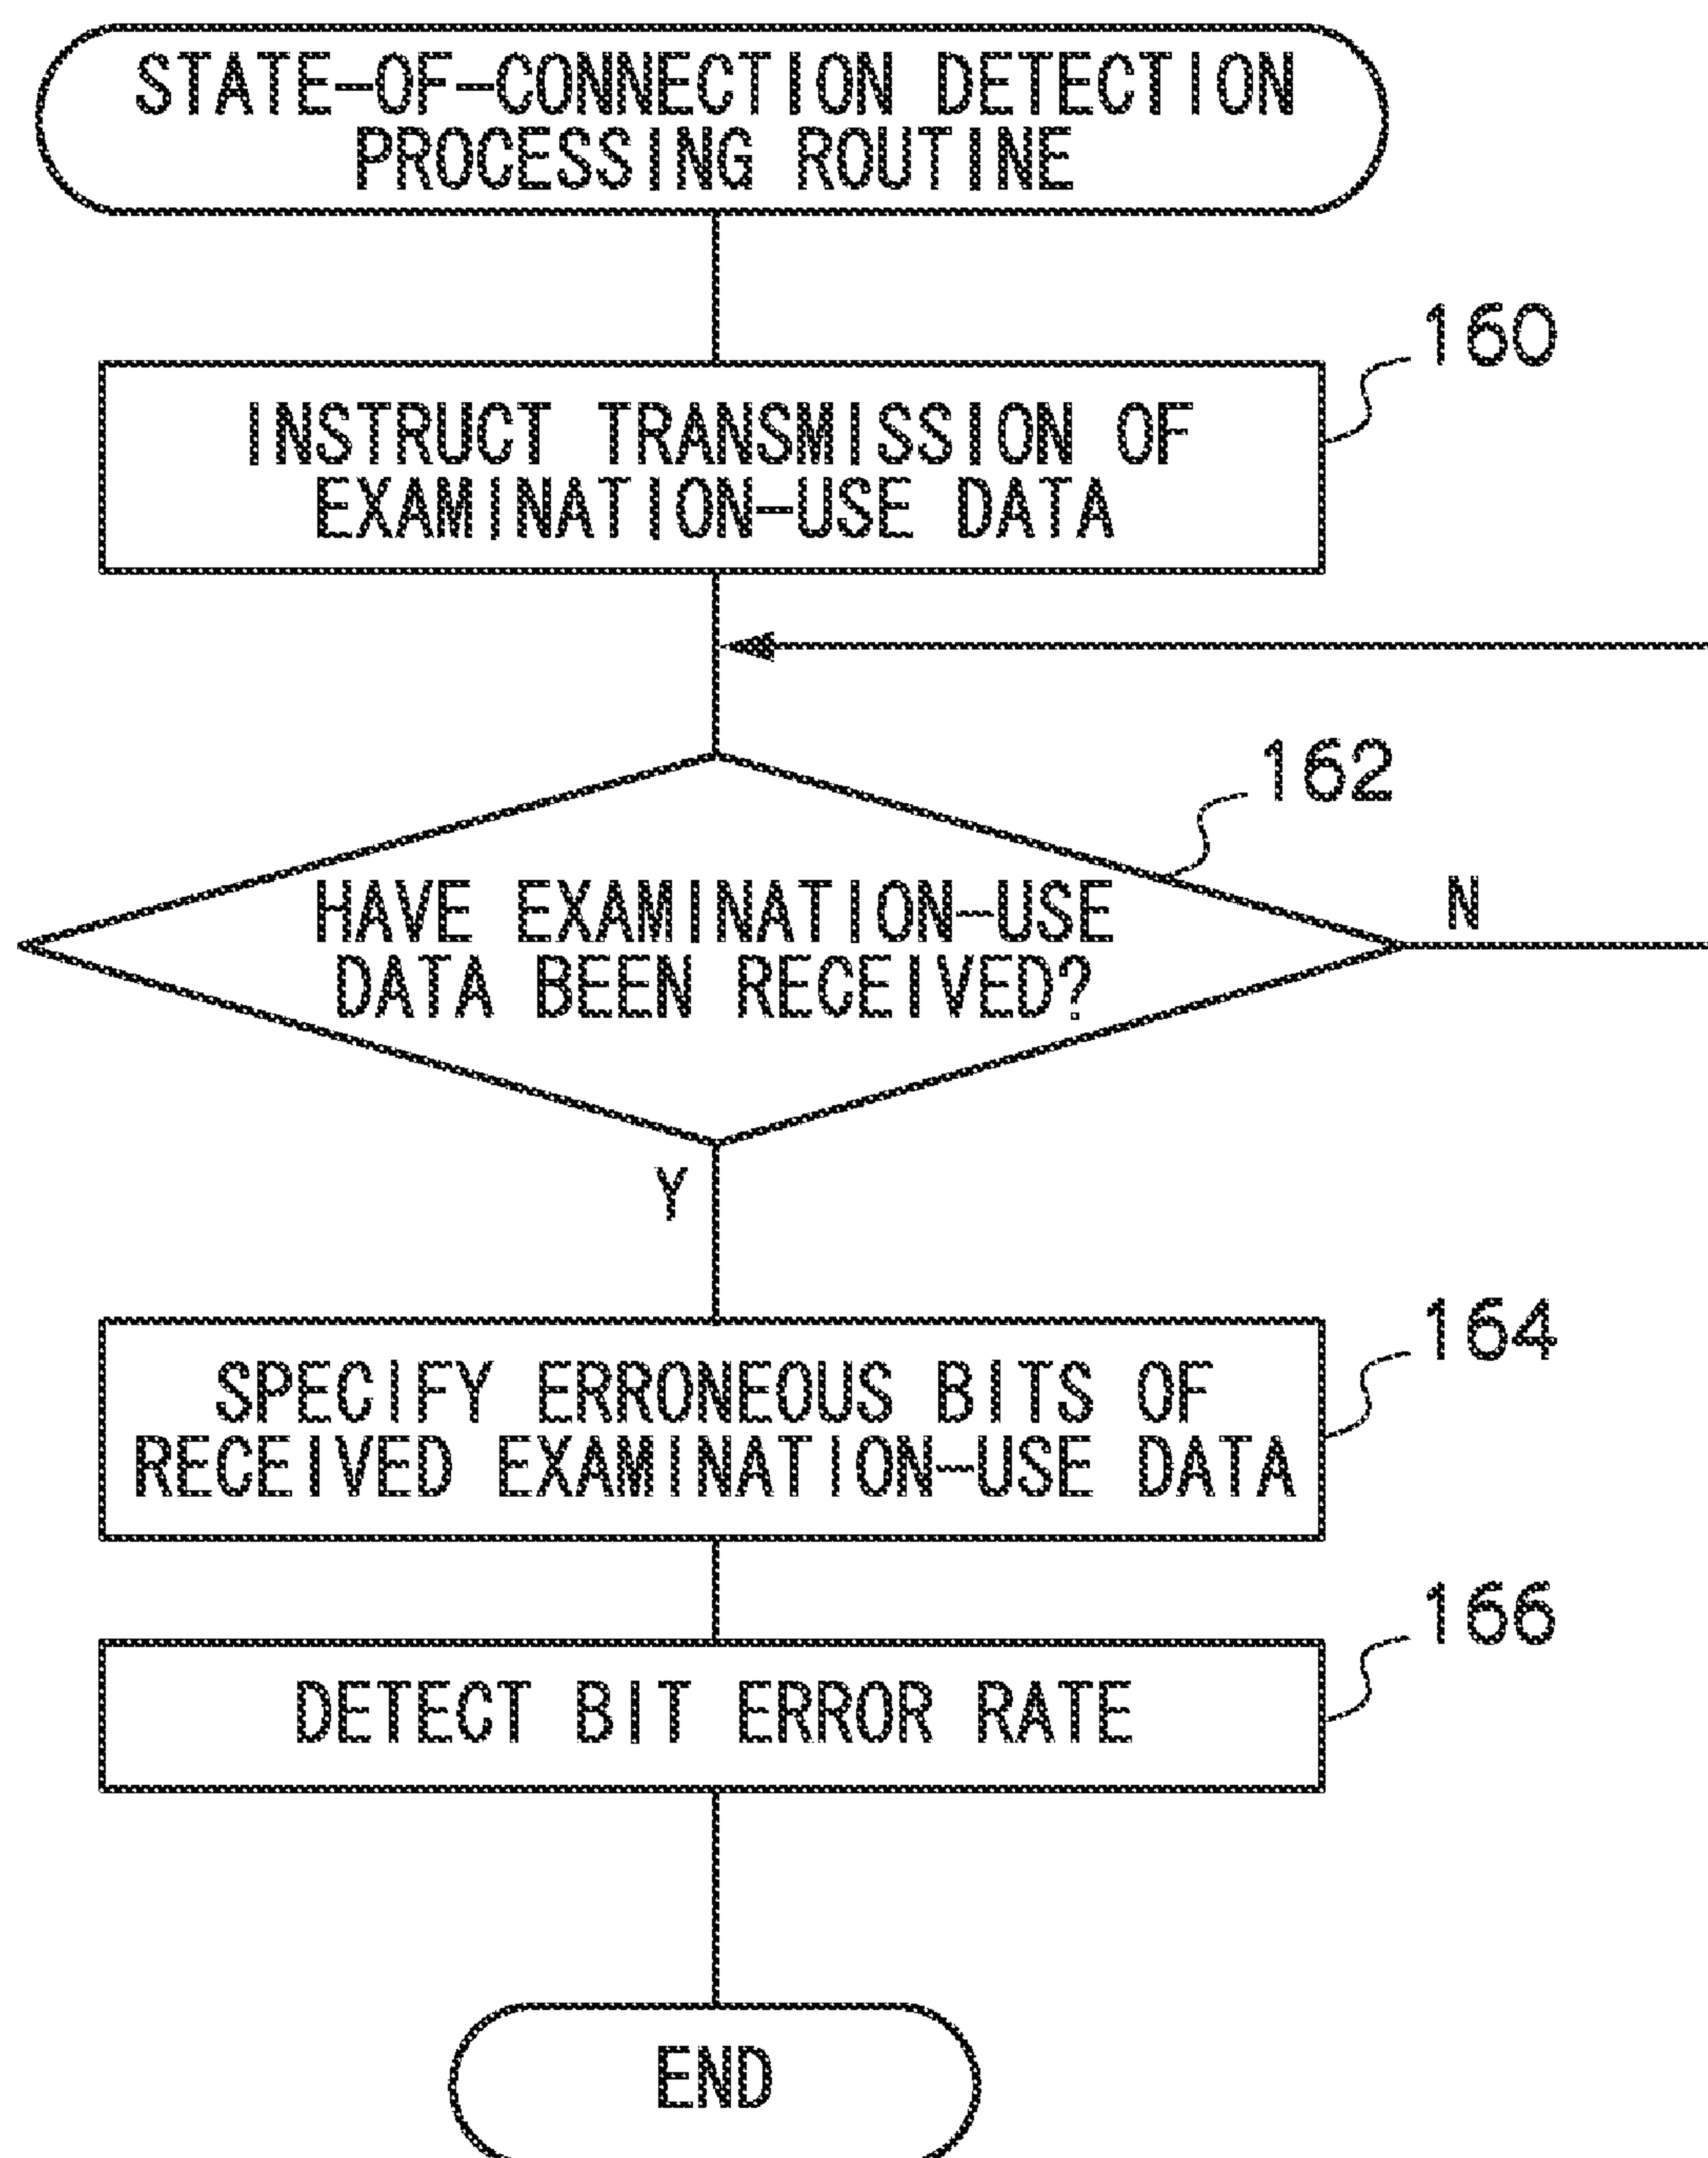 STATE-OF-CONNECTION DETECTION
PROCESSING ROUTINE
160
INSTRUCT TRANSMISSION OF
EXAMINATION-USE DATA
162
HAVE EXAMINATION-USE
DATA BEEN RECEIVED?
N
Y
164
SPECIFY ERRONEOUS BITS OF
RECEIVED EXAMINATION-USE DATA
166
DETECT BIT ERROR RATE
END